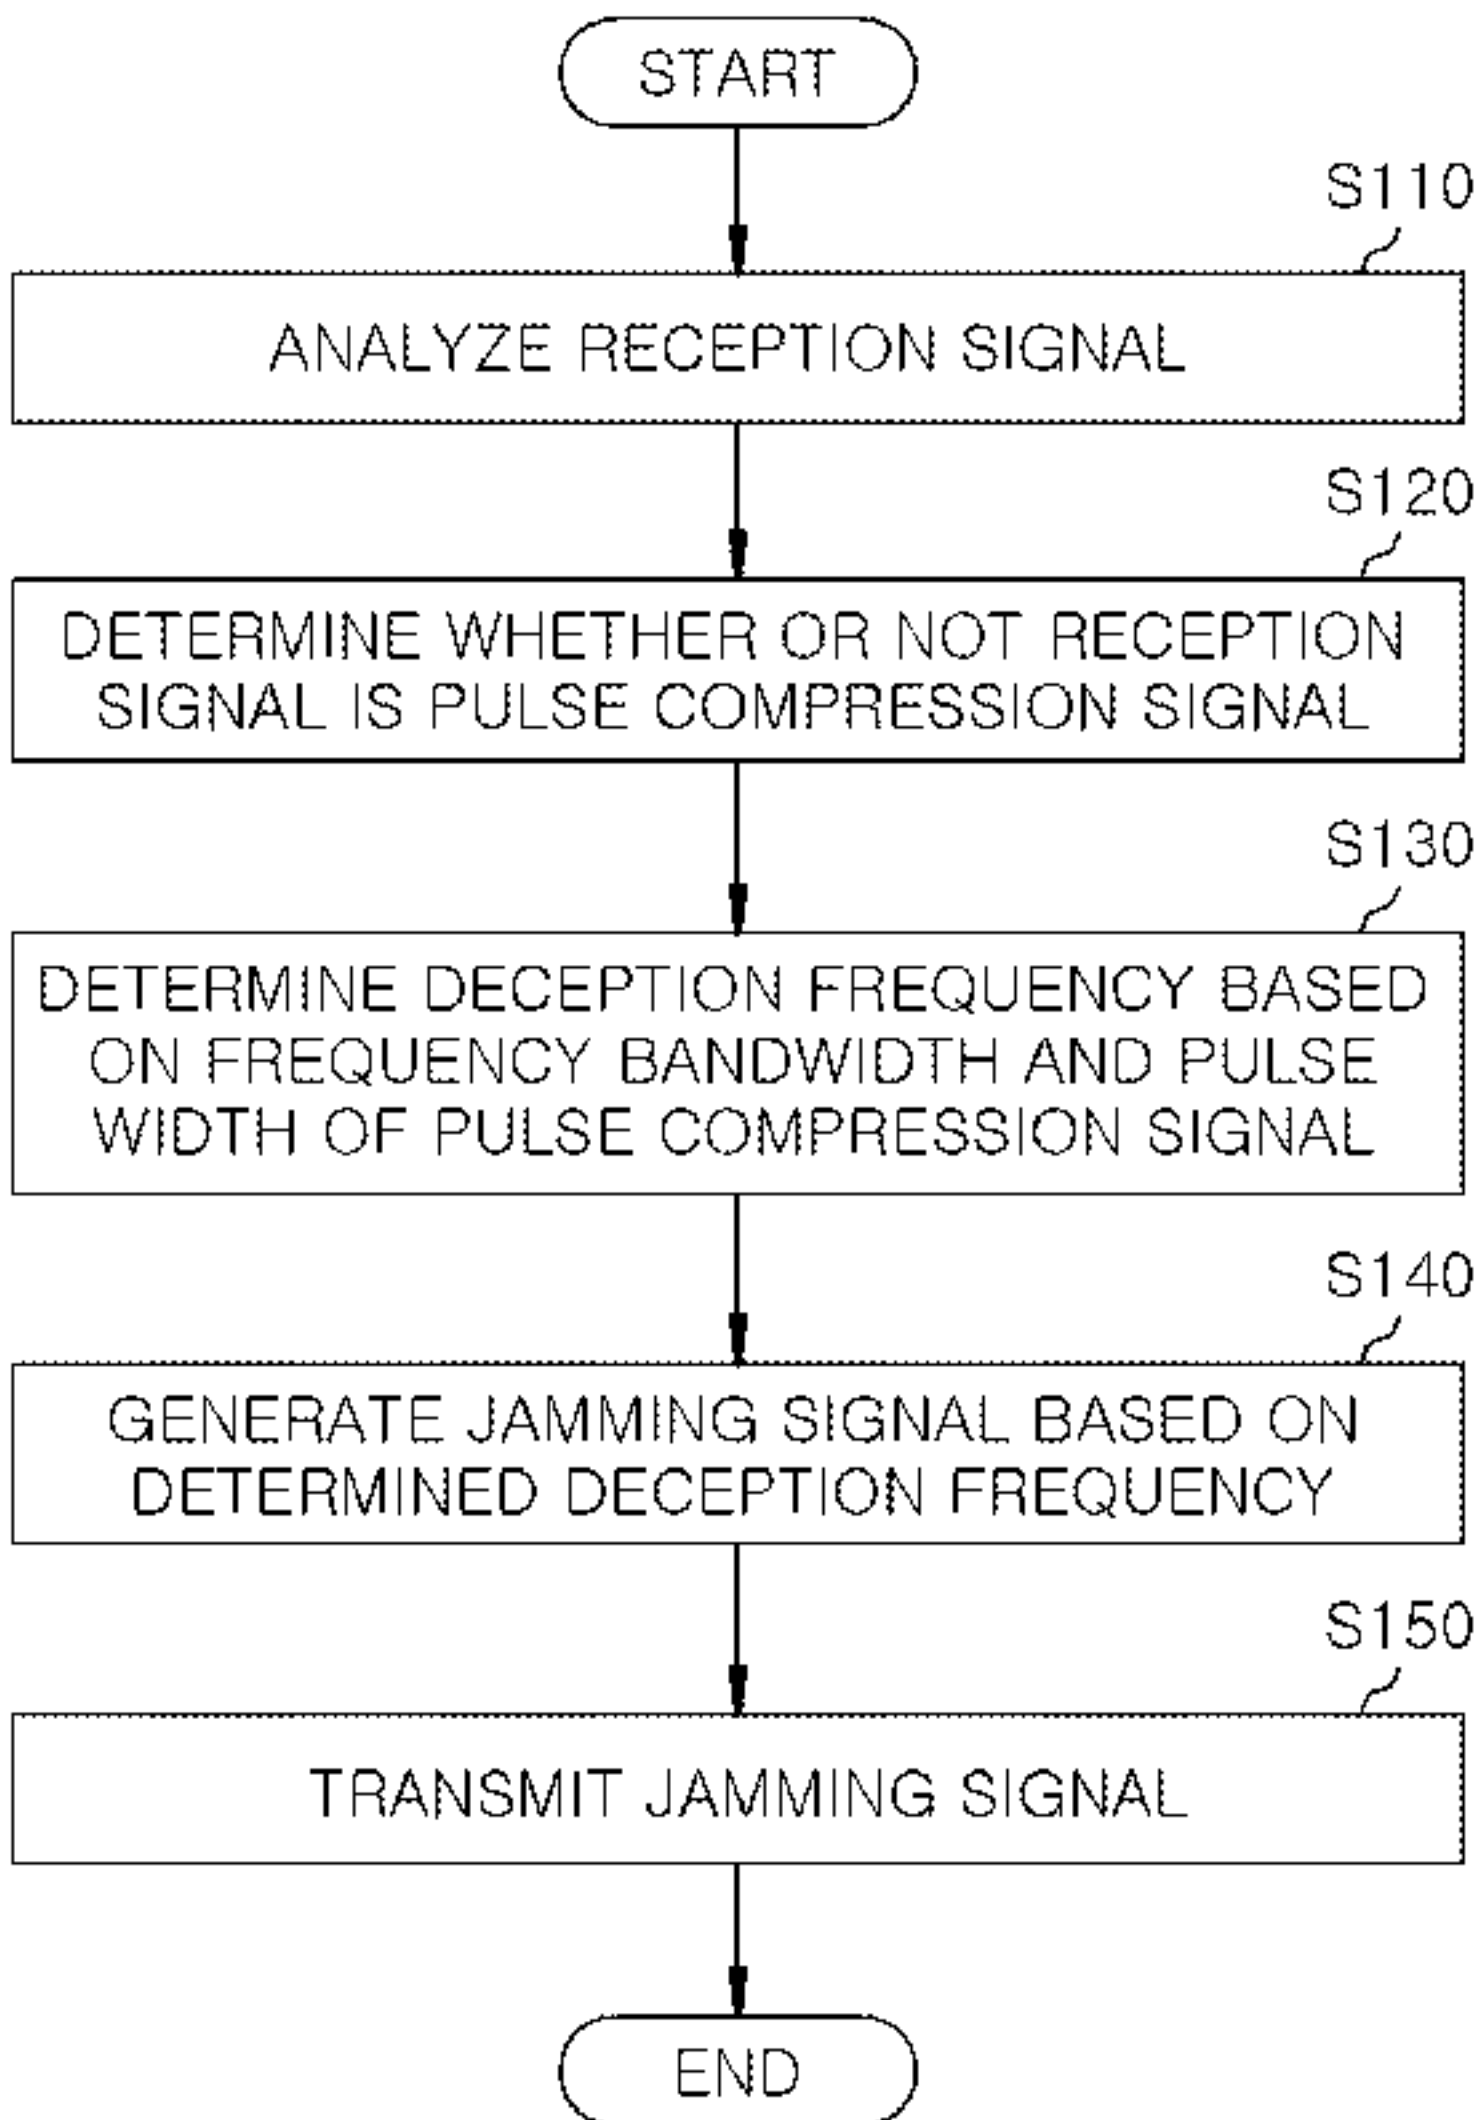 START
S110
ANALYZE RECEPTION SIGNAL
S120
DETERMINE WHETHER OR NOT RECEPTION
SIGNAL IS PULSE COMPRESSION SIGNAL
S130
DETERMINE DECEPTION FREQUENCY BASED
ON FREQUENCY BANDWIDTH AND PULSE
WIDTH OF PULSE COMPRESSION SIGNAL
S140
GENERATE JAMMING SIGNAL BASED ON
DETERMINED DECEPTION FREQUENCY
S150
TRANSMIT JAMMING SIGNAL
END